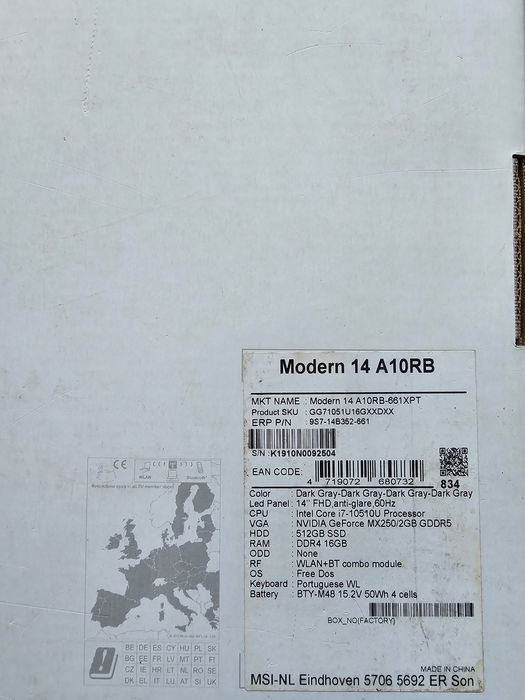 Modern 14 A10RB
MKT NAME : Modern 14 A10RB-661XPT
Product SKU : GG71051U16GXXDXX
ERP P/N : 9S7-14B352-661
S/N :K1910N0092504
EAN CODE:
4 719072 680732
834
Color : Dark Gray-Dark Gray-Dark Gray-Dark Gray
Led Panel : 14" FHD,anti-glare,60Hz
CPU : Intel Core i7-10510U Processor
VGA : NVIDIA GeForce MX250/2GB GDDR5
HDD : 512GB SSD
RAM : DDR4 16GB
ODD : None
RF : WLAN+BT combo module
OS : Free Dos
Keyboard : Portuguese WL
Battery : BTY-M48 15.2V 50Wh 4 cells
BOX_NO(FACTORY)
MADE IN CHINA
MSI-NL Eindhoven 5706 5692 ER Son
CE
WLAN
Bluetooth
BE DE ES CY HU PL SK
BG EE FR LV MT PT FI
CZ IE HR LT NL RO SE
DK EL IT LU AT SI UK